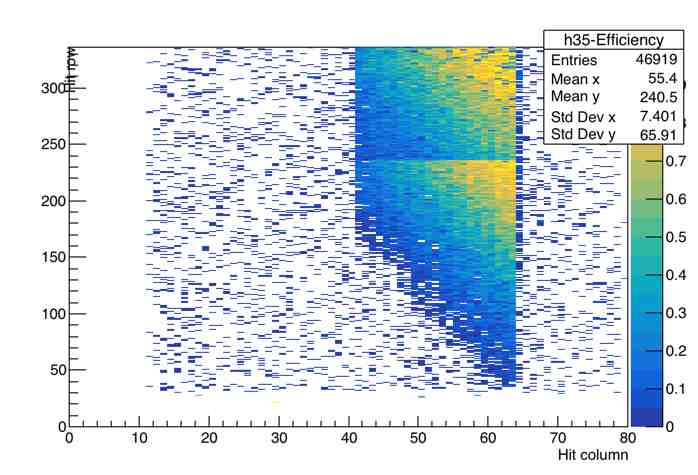 h35-Efficiency
Entries 46919
Mean x 55.4
Mean y 240.5
Std Dev x 7.401
Std Dev y 65.91
300
250
200
150
100
50
0
0 10 20 30 40 50 60 70 80
Hit column
0.7
0.6
0.5
0.4
0.3
0.2
0.1
0